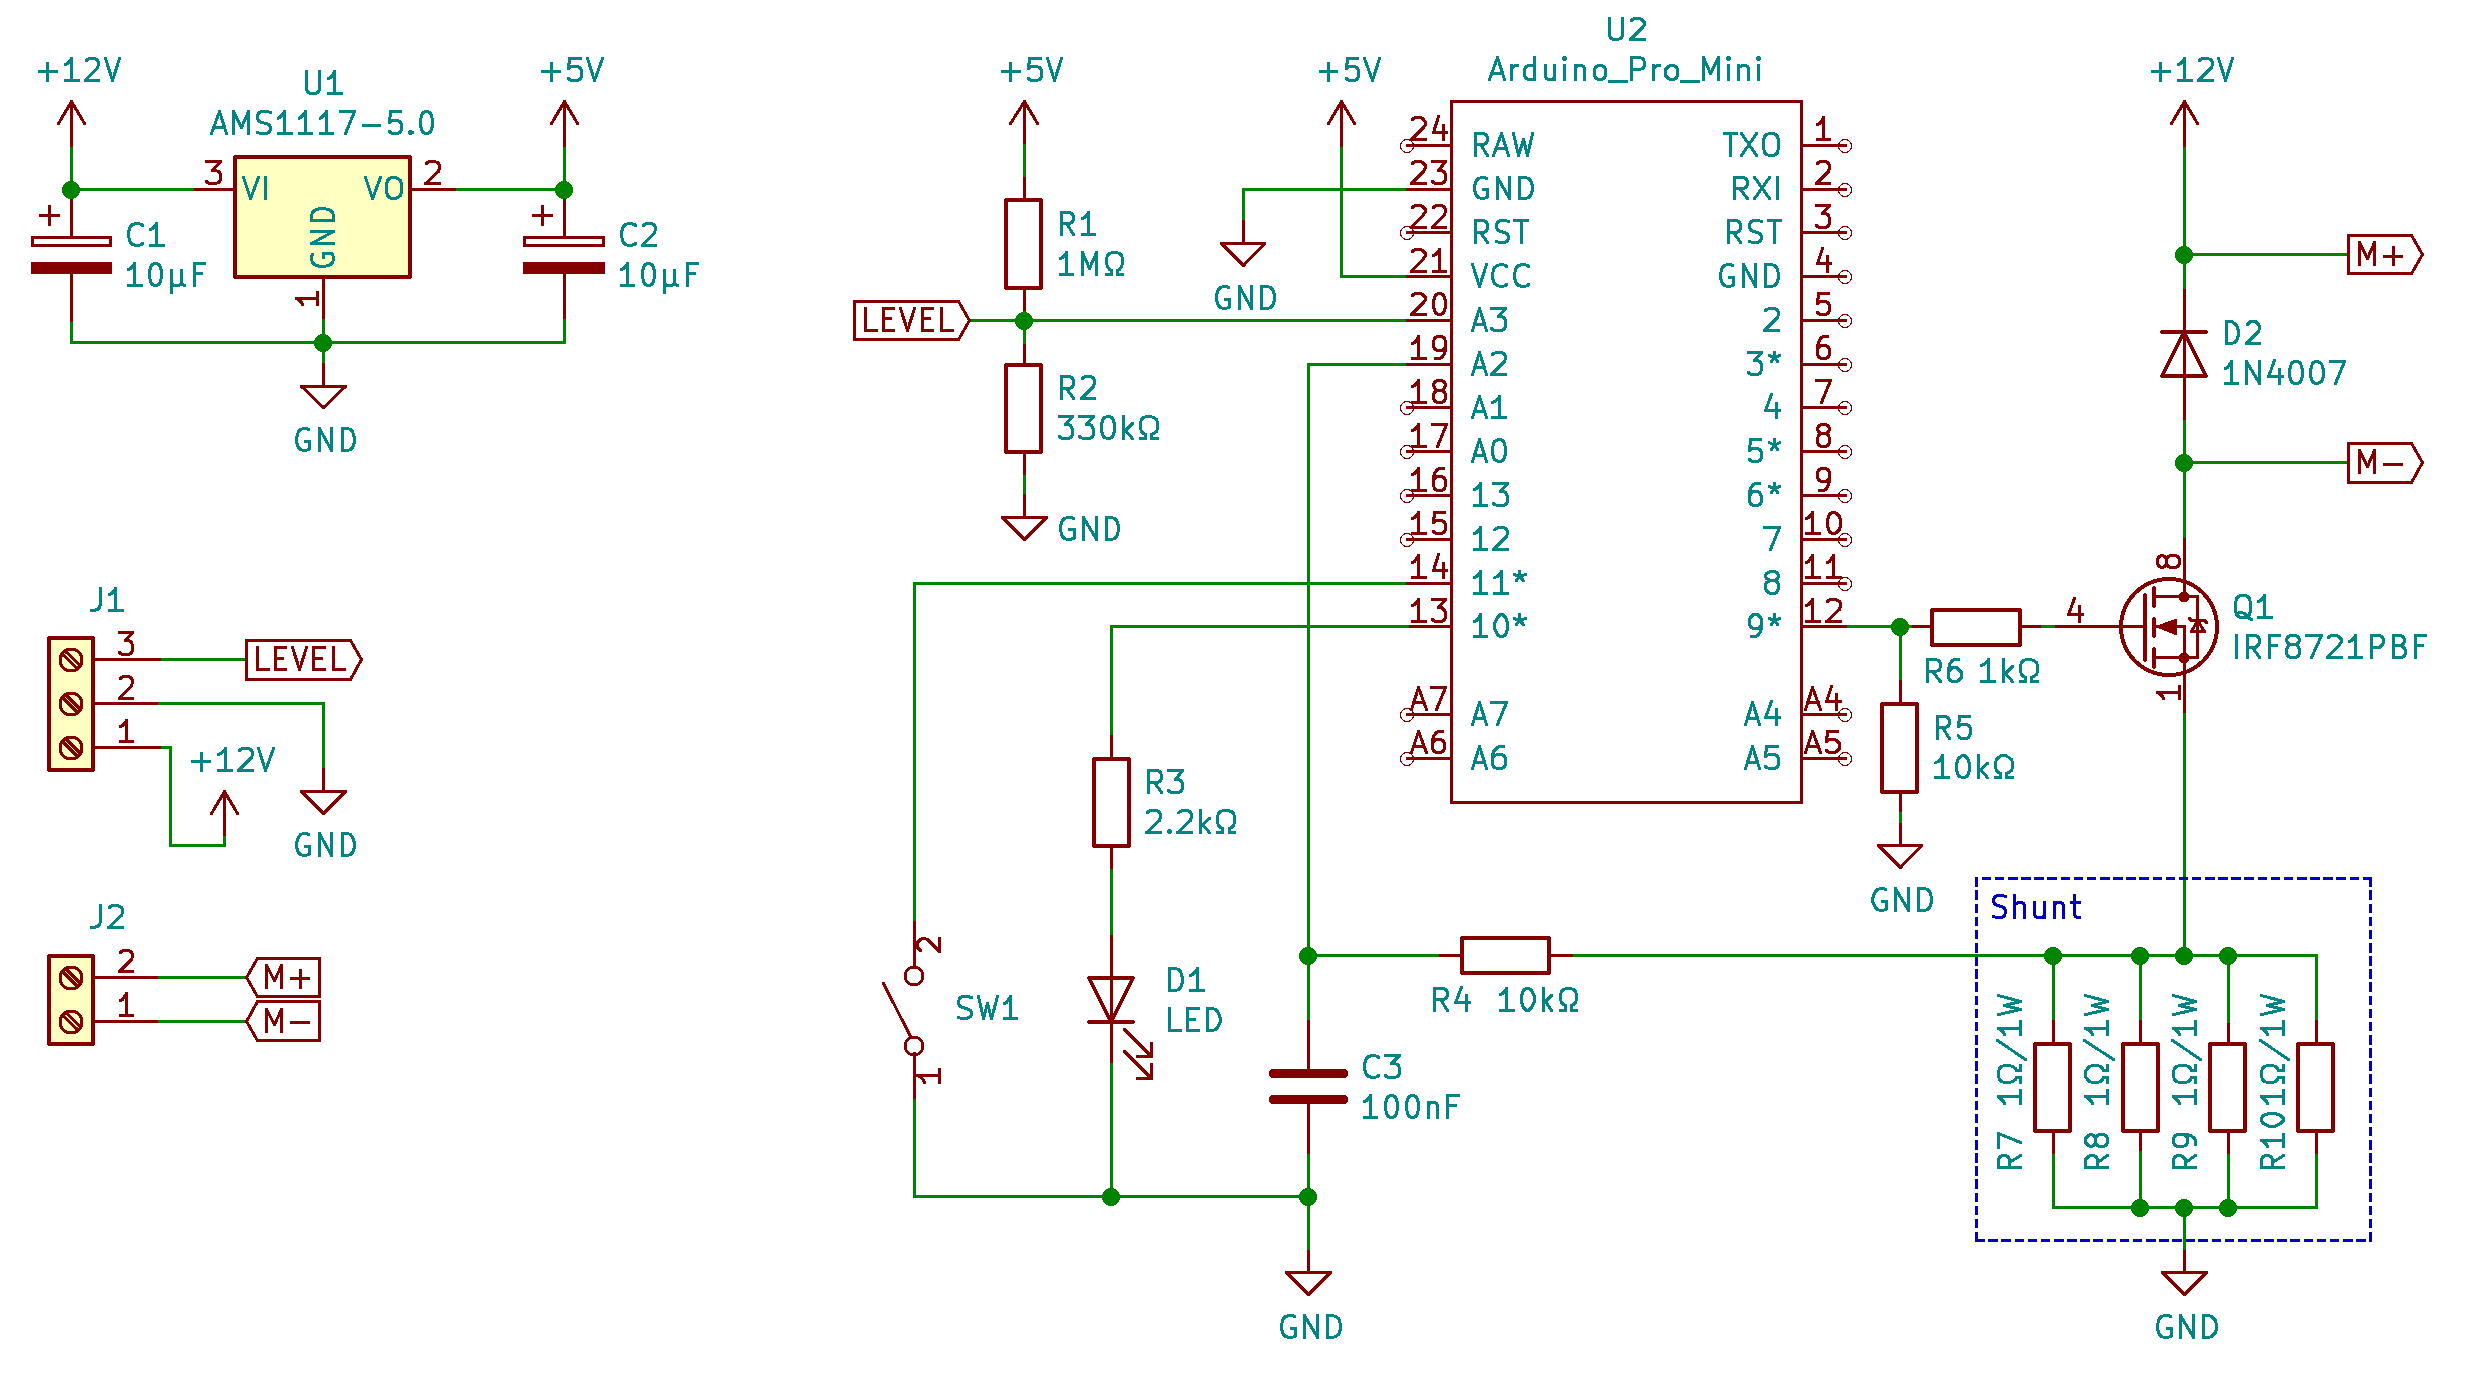 +12V
U1
AMS1117-5.0
+5V
3 VI
VO 2
GND
1
+
C1
10µF
+
C2
10µF
GND
J1
3
LEVEL
2
1
+12V
GND
J2
2
M+
1
M-
+5V
R1
1MΩ
LEVEL
R2
330kΩ
GND
GND
+5V
U2
Arduino_Pro_Mini
24 RAW
23 GND
22 RST
21 VCC
20 A3
19 A2
18 A1
17 A0
16 13
15 12
14 11*
13 10*
A7 A7
A6 A6
TXO 1
RXI 2
RST 3
GND 4
2 5
3* 6
4 7
5* 8
6* 9
7 10
8 11
9* 12
A4 A4
A5 A5
R3
2.2kΩ
2
SW1
1
D1
LED
C3
100nF
GND
R4 10kΩ
R5
10kΩ
GND
R6 1kΩ
+12V
M+
D2
1N4007
M-
8
4
1
Q1
IRF8721PBF
Shunt
R7 1Ω/1W
R8 1Ω/1W
R9 1Ω/1W
R10 1Ω/1W
GND